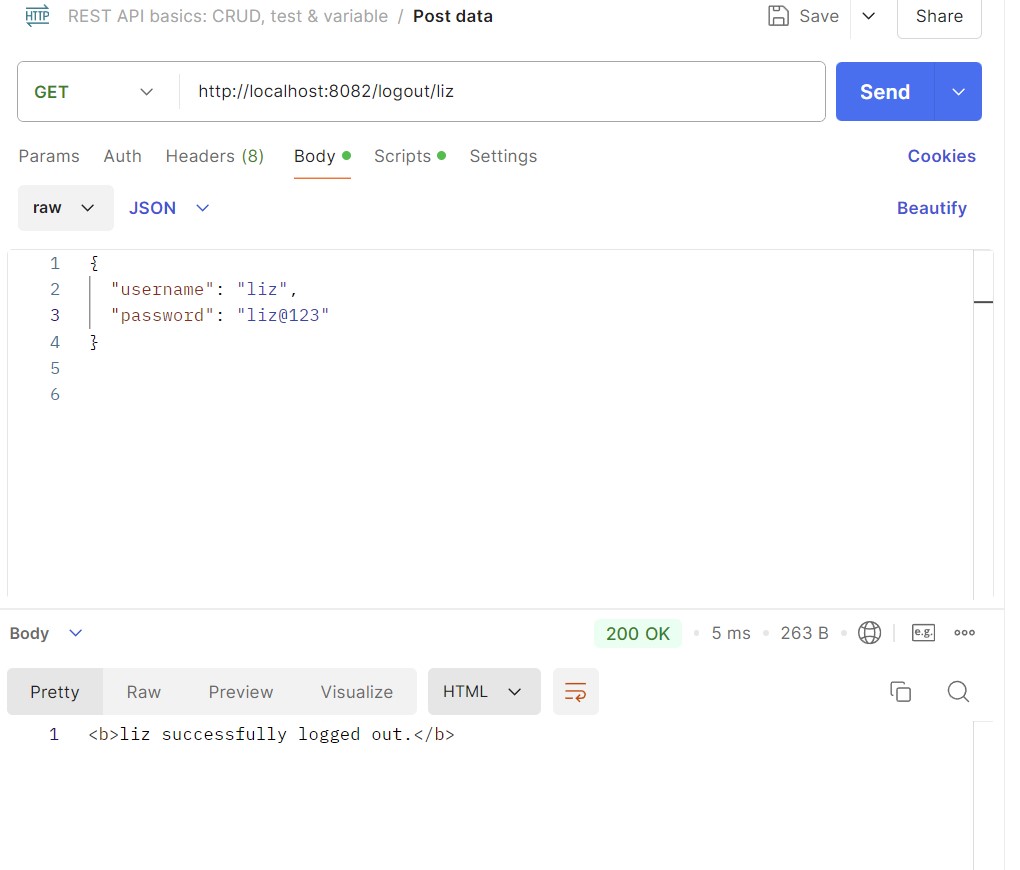 HTTP REST API basics: CRUD, test & variable / Post data Save Share
GET http://localhost:8082/logout/liz Send
Params Auth Headers (8) Body Scripts Settings Cookies
raw JSON Beautify
1 {
2 "username": "liz",
3 "password": "liz@123"
4 }
5
6
Body 200 OK 5 ms 263 B e.g.
Pretty Raw Preview Visualize HTML
1 <b>liz successfully logged out.</b>